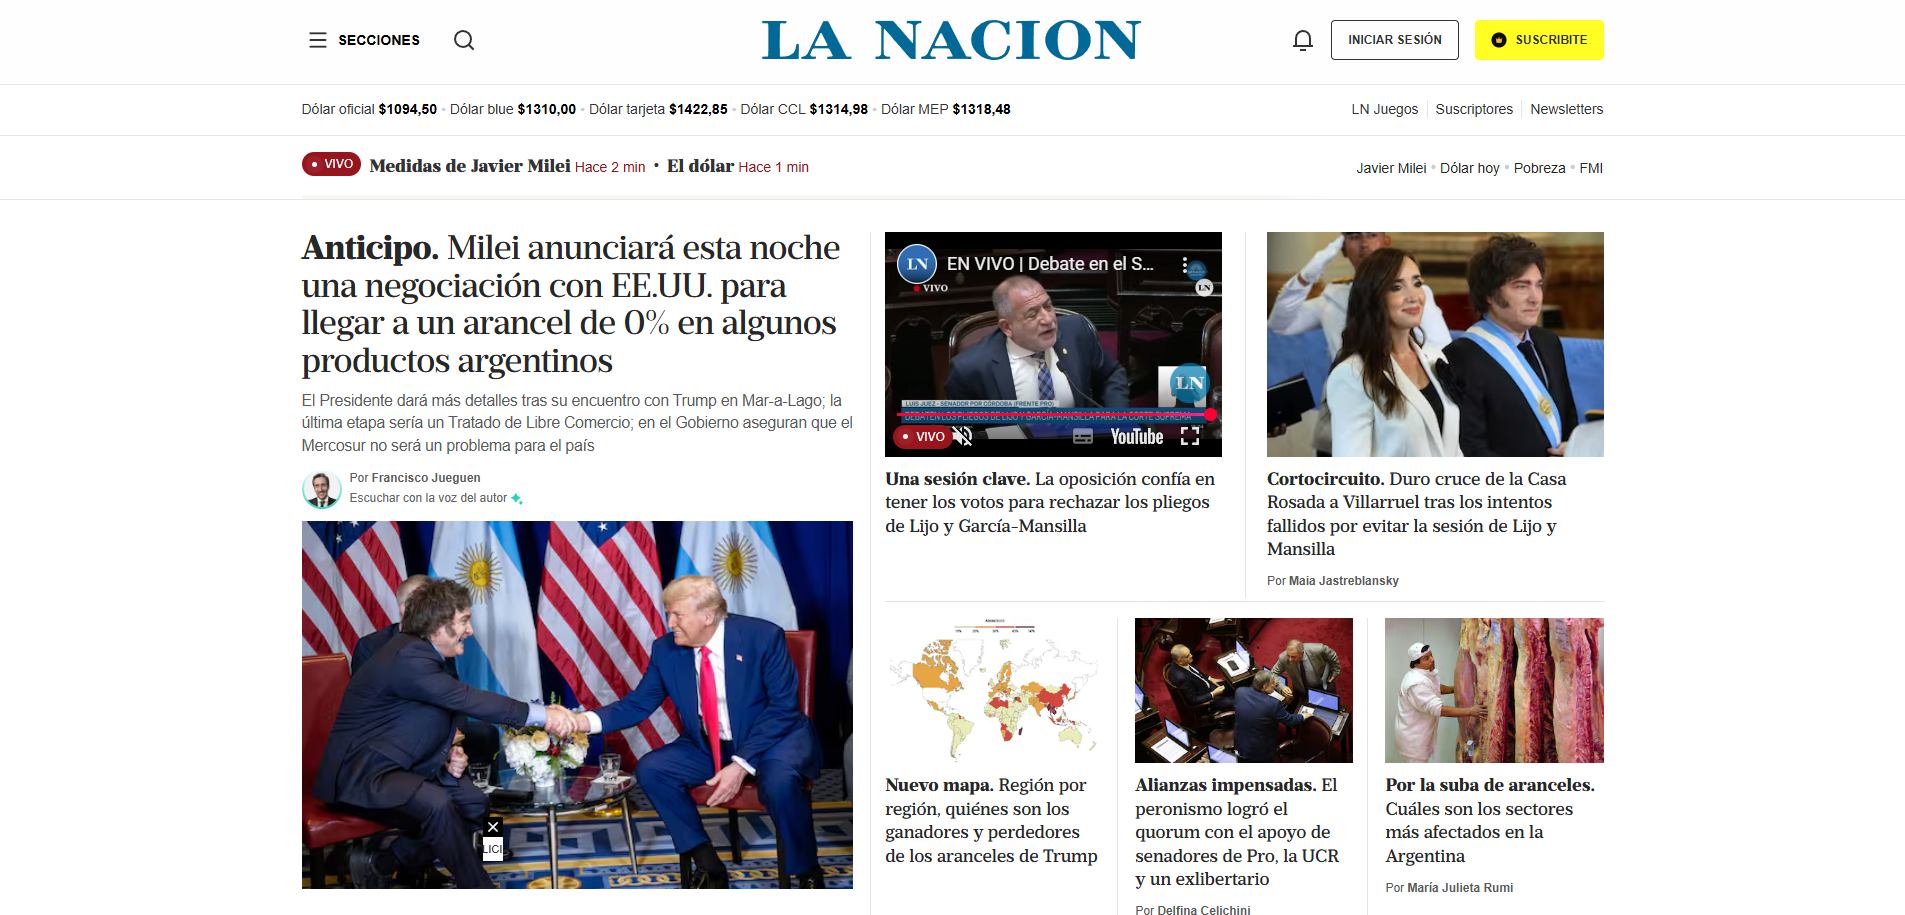 SECCIONES
LA NACION
INICIAR SESIÓN
SUSCRIBITE
Dólar oficial $1094,50 • Dólar blue $1310,00 • Dólar tarjeta $1422,85 • Dólar CCL $1314,98 • Dólar MEP $1318,48
LN Juegos
Suscriptores
Newsletters
VIVO
Medidas de Javier Milei Hace 2 min • El dólar Hace 1 min
Javier Milei • Dólar hoy • Pobreza • FMI
Anticipo. Milei anunciará esta noche
una negociación con EE.UU. para
llegar a un arancel de 0% en algunos
productos argentinos
El Presidente dará más detalles tras su encuentro con Trump en Mar-a-Lago; la
última etapa sería un Tratado de Libre Comercio; en el Gobierno aseguran que el
Mercosur no será un problema para el país
Por Francisco Jueguen
Escuchar con la voz del autor
LICI
LN
EN VIVO | Debate en el S...
VIVO
LN
LN
LUIS JUEZ - SENADOR POR CÓRDOBA (FRENTE PRO)
DEBATEN LOS PLIEGOS DE LIJO Y GARCÍA-MANSILLA PARA LA CORTE SUPREMA
VIVO
YouTube
Una sesión clave. La oposición confía en
tener los votos para rechazar los pliegos
de Lijo y García-Mansilla
Cortocircuito. Duro cruce de la Casa
Rosada a Villarruel tras los intentos
fallidos por evitar la sesión de Lijo y
Mansilla
Por Maia Jastreblansky
Nuevo mapa. Región por
región, quiénes son los
ganadores y perdedores
de los aranceles de Trump
Alianzas impensadas. El
peronismo logró el
quorum con el apoyo de
senadores de Pro, la UCR
y un exlibertario
Por Delfina Celichini
Por la suba de aranceles.
Cuáles son los sectores
más afectados en la
Argentina
Por María Julieta Rumi